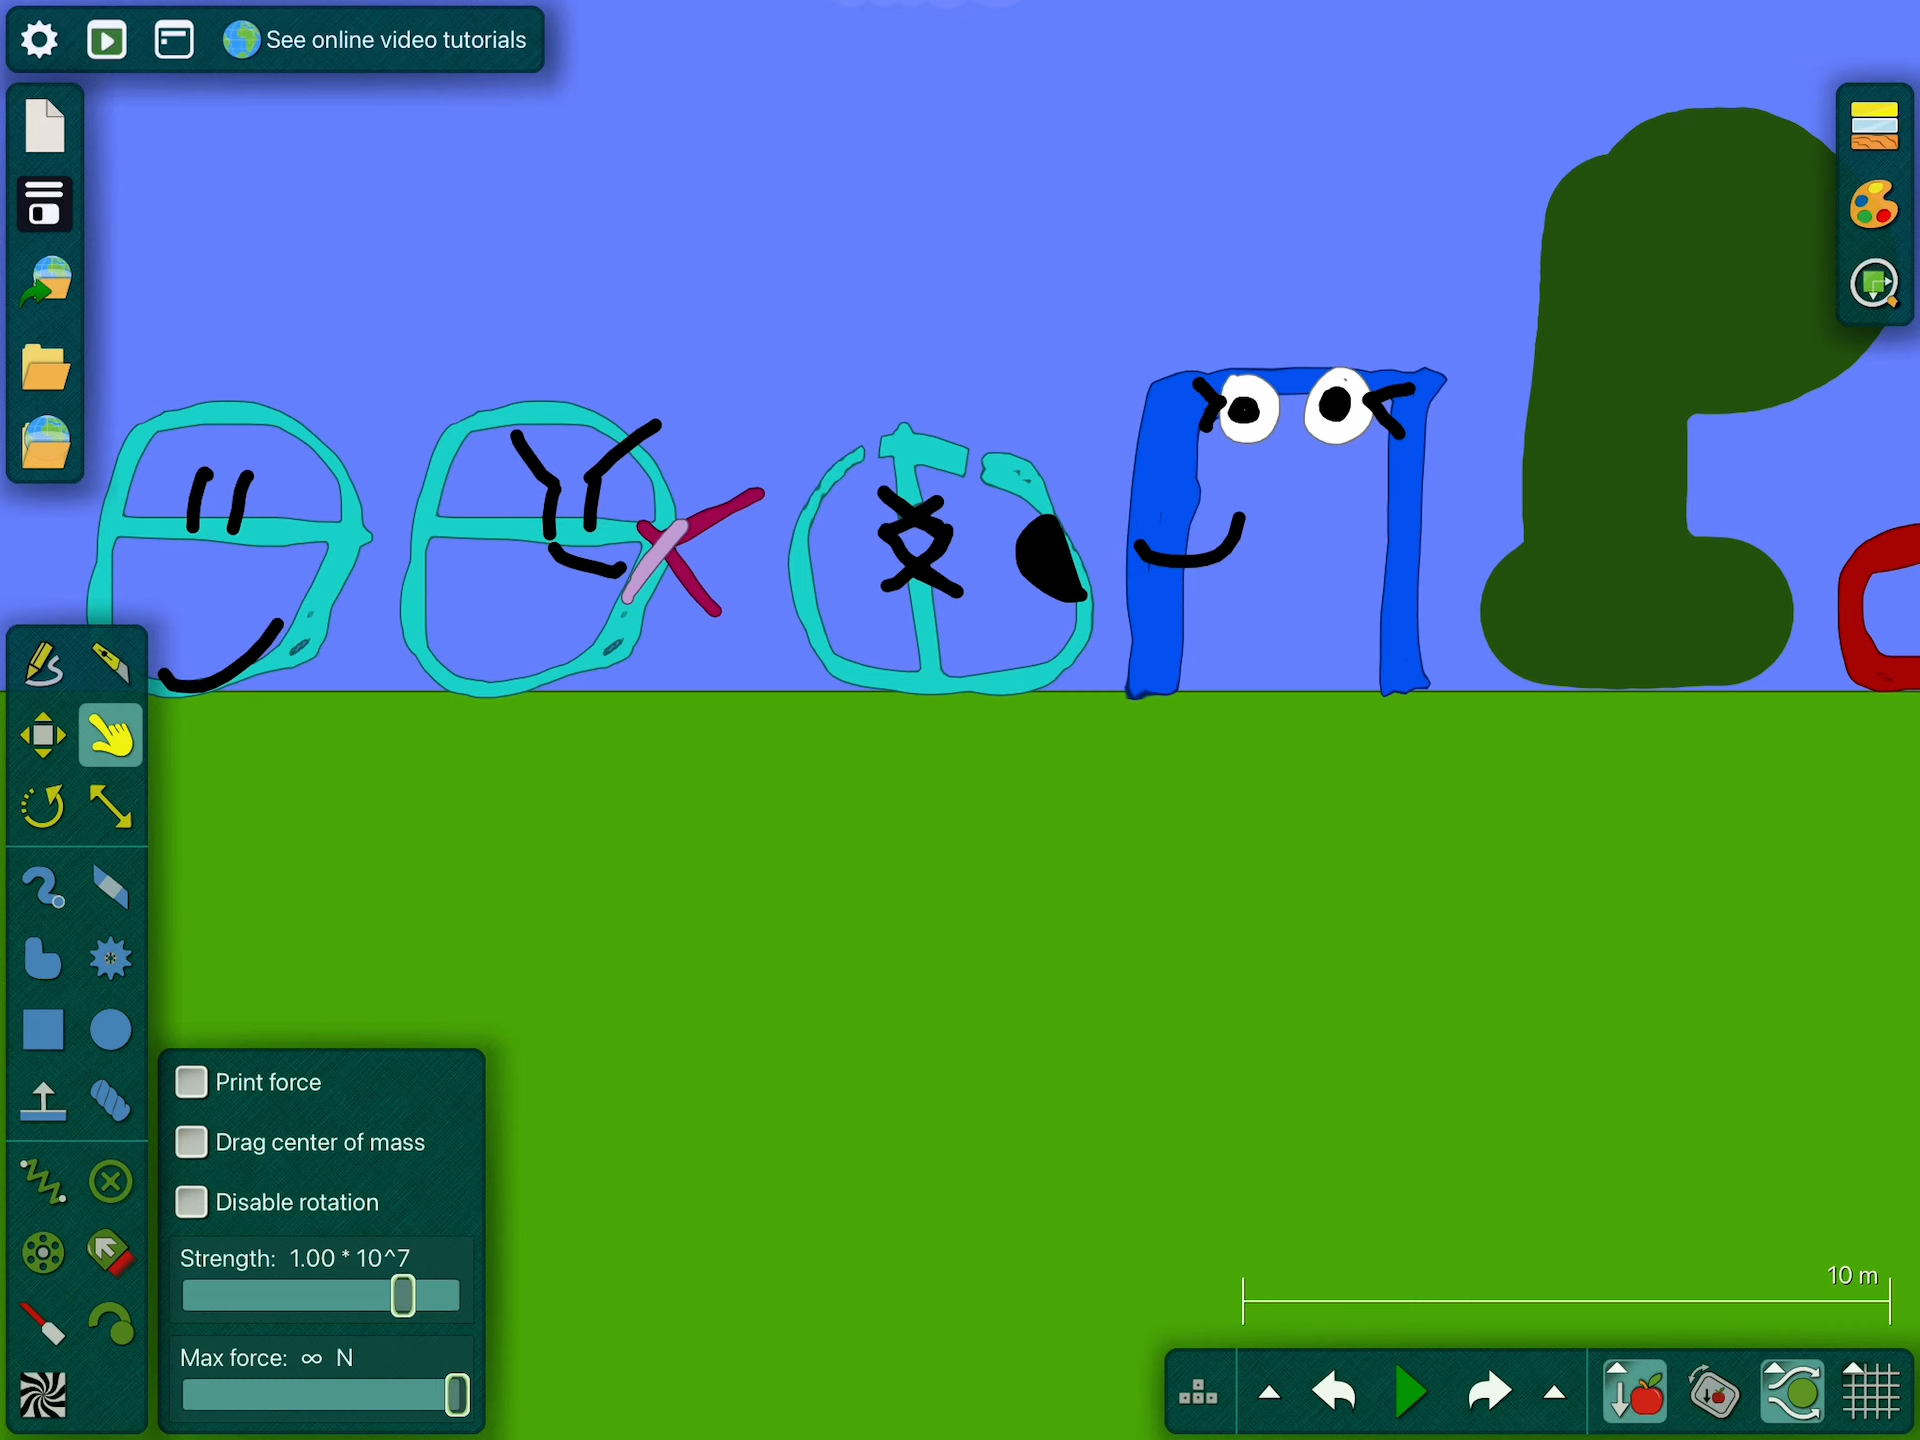 See online video tutorials
Print force
Drag center of mass
Disable rotation
Strength: 1.00 * 10^7
Max force: ∞ N
10 m